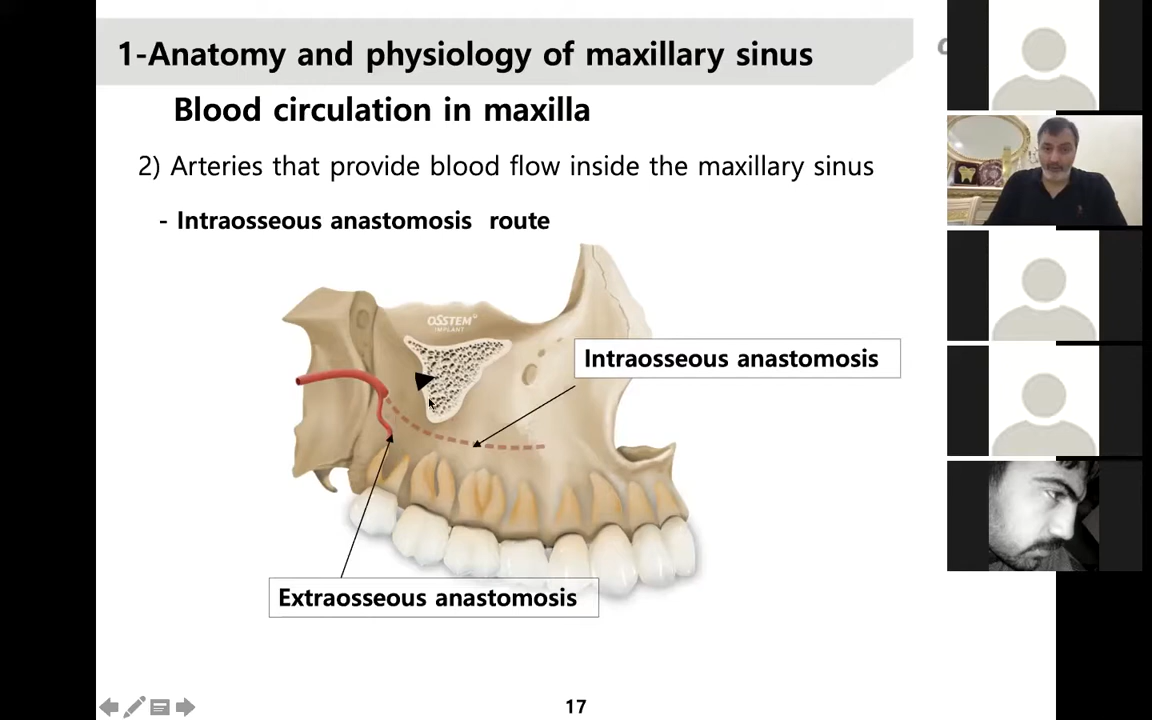 1-Anatomy and physiology of maxillary sinus
Blood circulation in maxilla
2) Arteries that provide blood flow inside the maxillary sinus
- Intraosseous anastomosis route
OSSTEM
IMPLANT
Intraosseous anastomosis
Extraosseous anastomosis
17